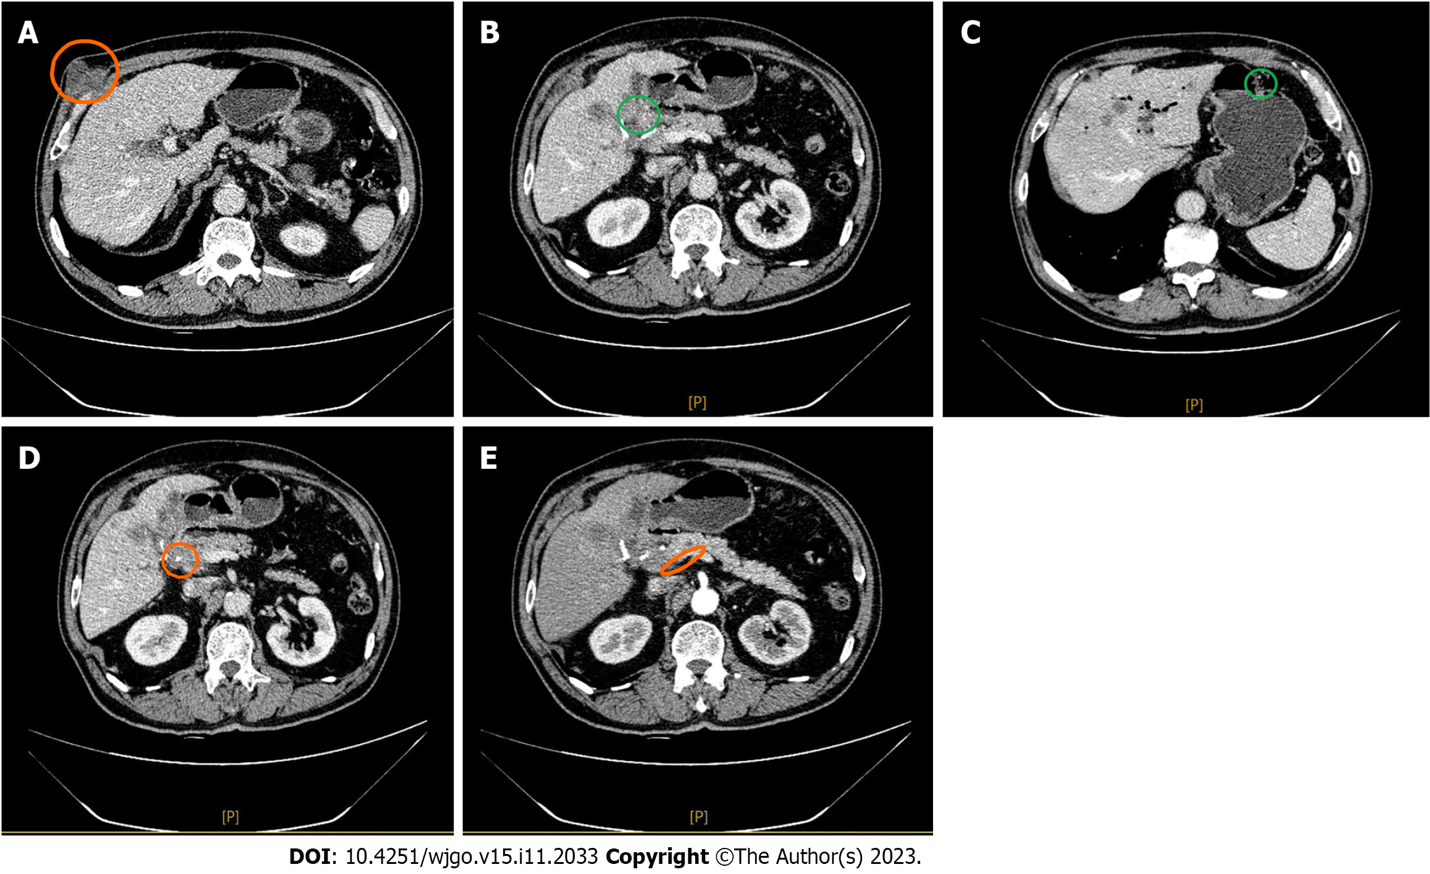 A
B
C
[P]
[P]
D
E
[P]
[P]
DOI: 10.4251/wjgo.v15.i11.2033 Copyright ©The Author(s) 2023.